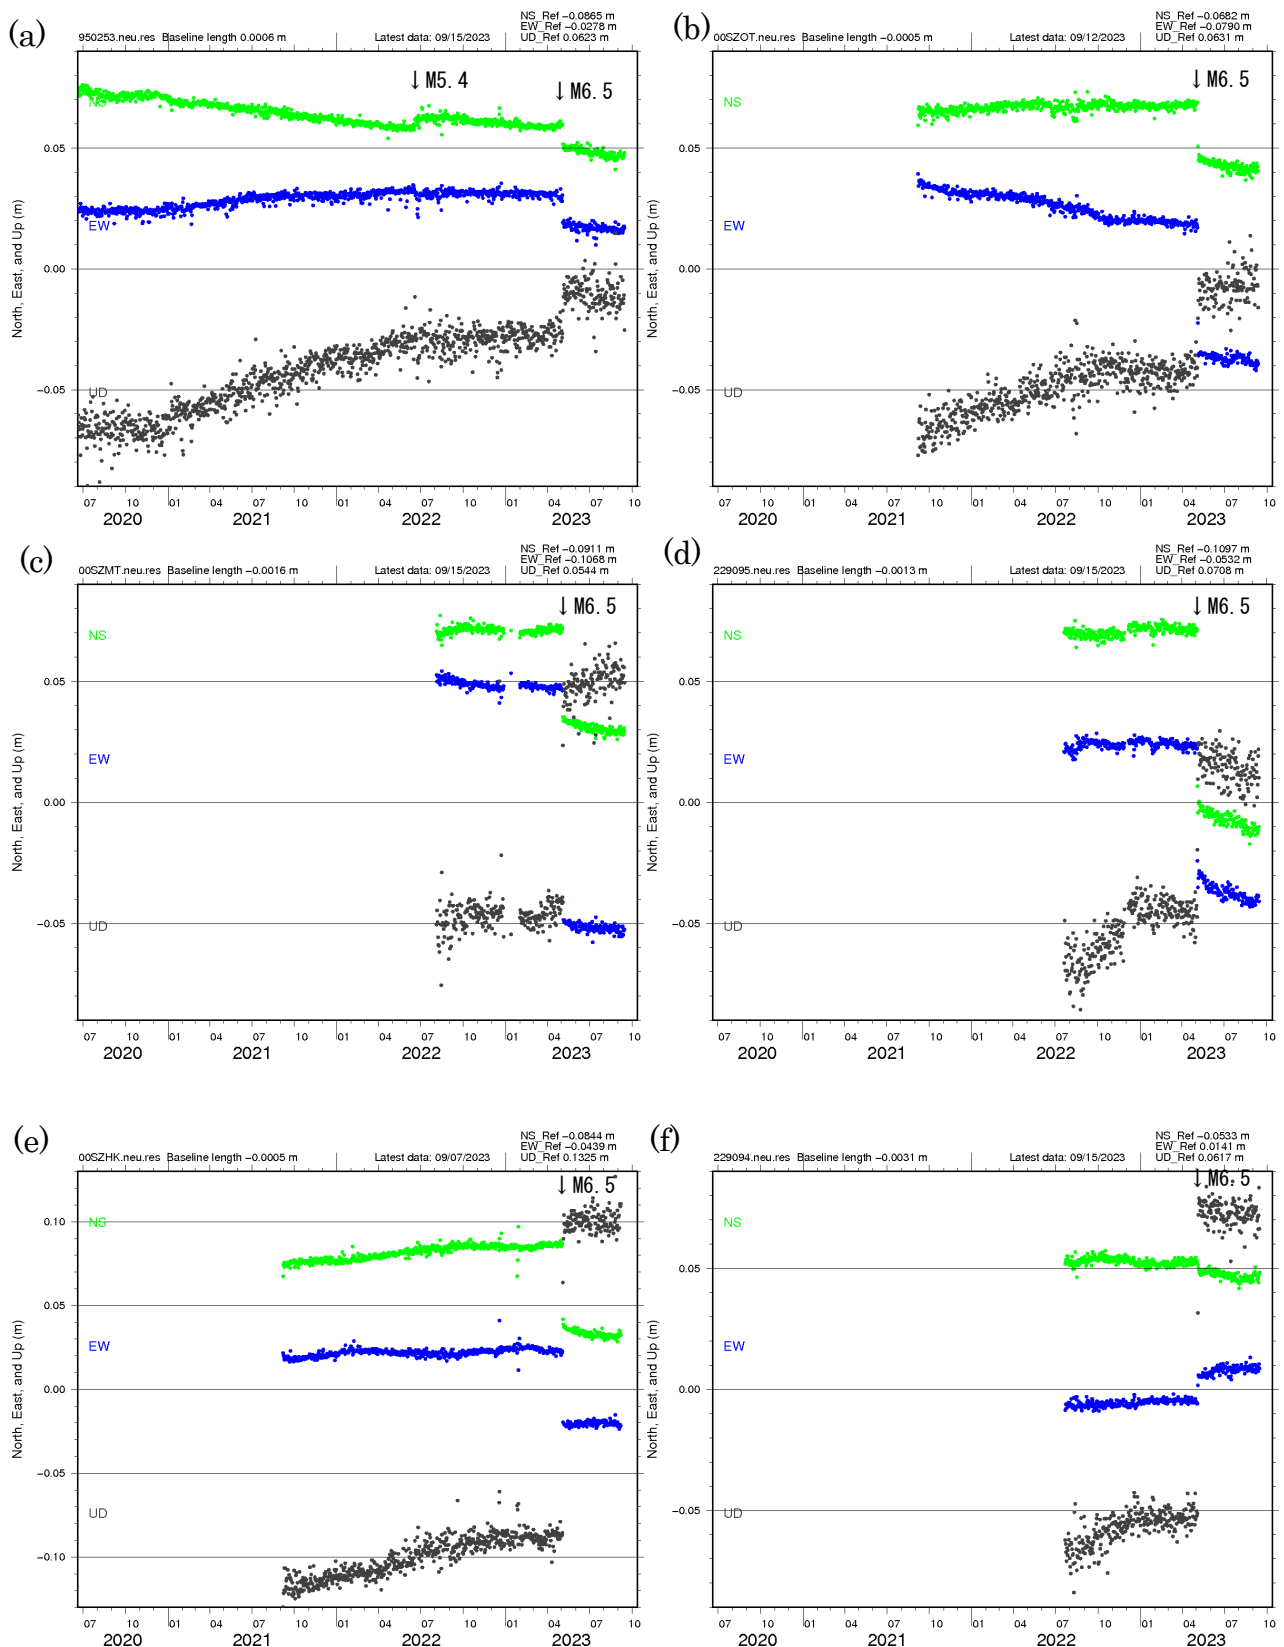 (a)
NS_Ref −0.0865 m
EW_Ref −0.0278 m
950253.neu.res Baseline length 0.0006 m Latest data: 09/15/2023 UD_Ref 0.0623 m
↓M5.4
↓M6.5
NS
0.05
EW
0.00
−0.05
UD
North, East, and Up (m)
07 10 01 04 07 10 01 04 07 10 01 04 07 10
2020 2021 2022 2023
(b)
NS_Ref −0.0682 m
EW_Ref −0.0790 m
00SZOT.neu.res Baseline length −0.0005 m Latest data: 09/12/2023 UD_Ref 0.0631 m
↓M6.5
NS
0.05
EW
0.00
−0.05
UD
North, East, and Up (m)
07 10 01 04 07 10 01 04 07 10 01 04 07 10
2020 2021 2022 2023
(c)
NS_Ref −0.0911 m
EW_Ref −0.1068 m
00SZMT.neu.res Baseline length −0.0016 m Latest data: 09/15/2023 UD_Ref 0.0544 m
↓M6.5
NS
0.05
EW
0.00
−0.05
UD
North, East, and Up (m)
07 10 01 04 07 10 01 04 07 10 01 04 07 10
2020 2021 2022 2023
(d)
NS_Ref −0.1097 m
EW_Ref −0.0532 m
229095.neu.res Baseline length −0.0013 m Latest data: 09/15/2023 UD_Ref 0.0708 m
↓M6.5
NS
0.05
EW
0.00
−0.05
UD
North, East, and Up (m)
07 10 01 04 07 10 01 04 07 10 01 04 07 10
2020 2021 2022 2023
(e)
NS_Ref −0.0844 m
EW_Ref −0.0439 m
00SZHK.neu.res Baseline length −0.0005 m Latest data: 09/07/2023 UD_Ref 0.1325 m
↓M6.5
0.10
NS
0.05
EW
0.00
−0.05
UD
−0.10
North, East, and Up (m)
07 10 01 04 07 10 01 04 07 10 01 04 07 10
2020 2021 2022 2023
(f)
NS_Ref −0.0533 m
EW_Ref 0.0141 m
229094.neu.res Baseline length −0.0031 m Latest data: 09/15/2023 UD_Ref 0.0617 m
↓M6.5
NS
0.05
EW
0.00
−0.05
UD
North, East, and Up (m)
07 10 01 04 07 10 01 04 07 10 01 04 07 10
2020 2021 2022 2023